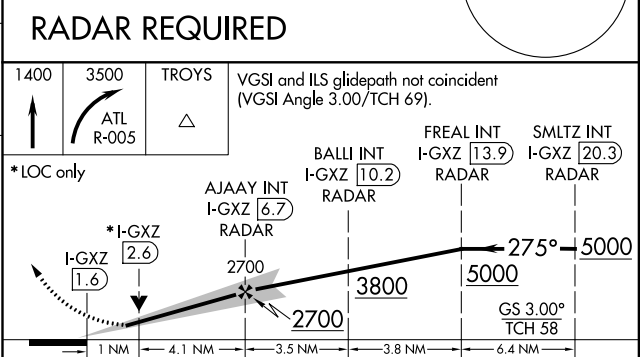 RADAR REQUIRED
1400
3500
ATL
R-005
TROYS
VGSI and ILS glidepath not coincident
(VGSI Angle 3.00/TCH 69).
*LOC only
I-GXZ
1.6
*I-GXZ
2.6
AJAAY INT
I-GXZ 6.7
RADAR
2700
BALLI INT
I-GXZ 10.2
RADAR
FREAL INT
I-GXZ 13.9
RADAR
SMLTZ INT
I-GXZ 20.3
RADAR
275°
5000
5000
3800
2700
GS 3.00°
TCH 58
1 NM
4.1 NM
3.5 NM
3.8 NM
6.4 NM